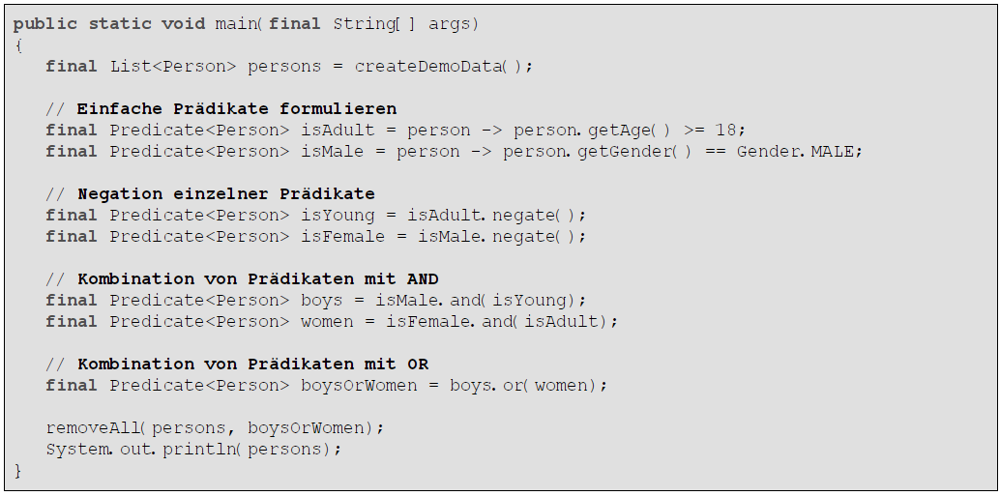 public static void main(final String[] args)
{
final List<Person> persons = createDemoData();
// Einfache Prädikate formulieren
final Predicate<Person> isAdult = person -> person.getAge() >= 18;
final Predicate<Person> isMale = person -> person.getGender() == Gender.MALE;
// Negation einzelner Prädikate
final Predicate<Person> isYoung = isAdult.negate();
final Predicate<Person> isFemale = isMale.negate();
// Kombination von Prädikaten mit AND
final Predicate<Person> boys = isMale.and(isYoung);
final Predicate<Person> women = isFemale.and(isAdult);
// Kombination von Prädikaten mit OR
final Predicate<Person> boysOrWomen = boys.or(women);
removeAll(persons, boysOrWomen);
System.out.println(persons);
}